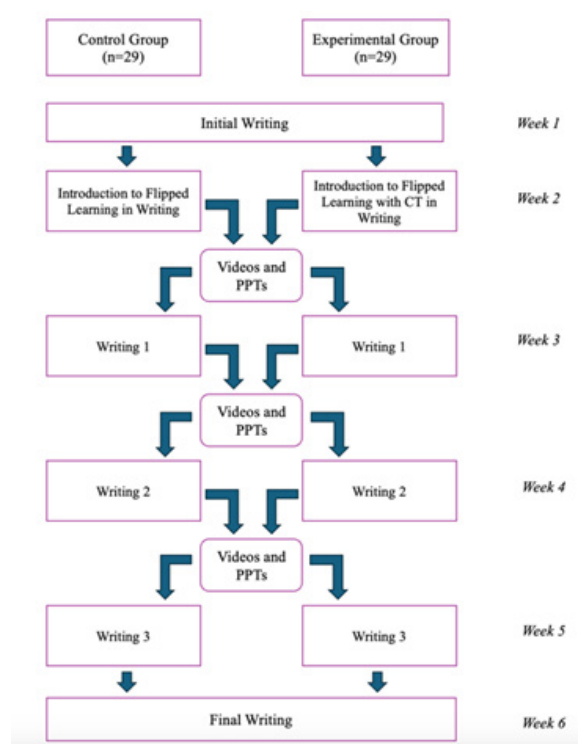 Control Group
(n=29)
Experimental Group
(n=29)
Initial Writing
Week 1
Introduction to Flipped
Learning in Writing
Introduction to Flipped
Learning with CT in
Writing
Week 2
Videos and
PPTs
Writing 1
Writing 1
Week 3
Videos and
PPTs
Writing 2
Writing 2
Week 4
Videos and
PPTs
Writing 3
Writing 3
Week 5
Final Writing
Week 6